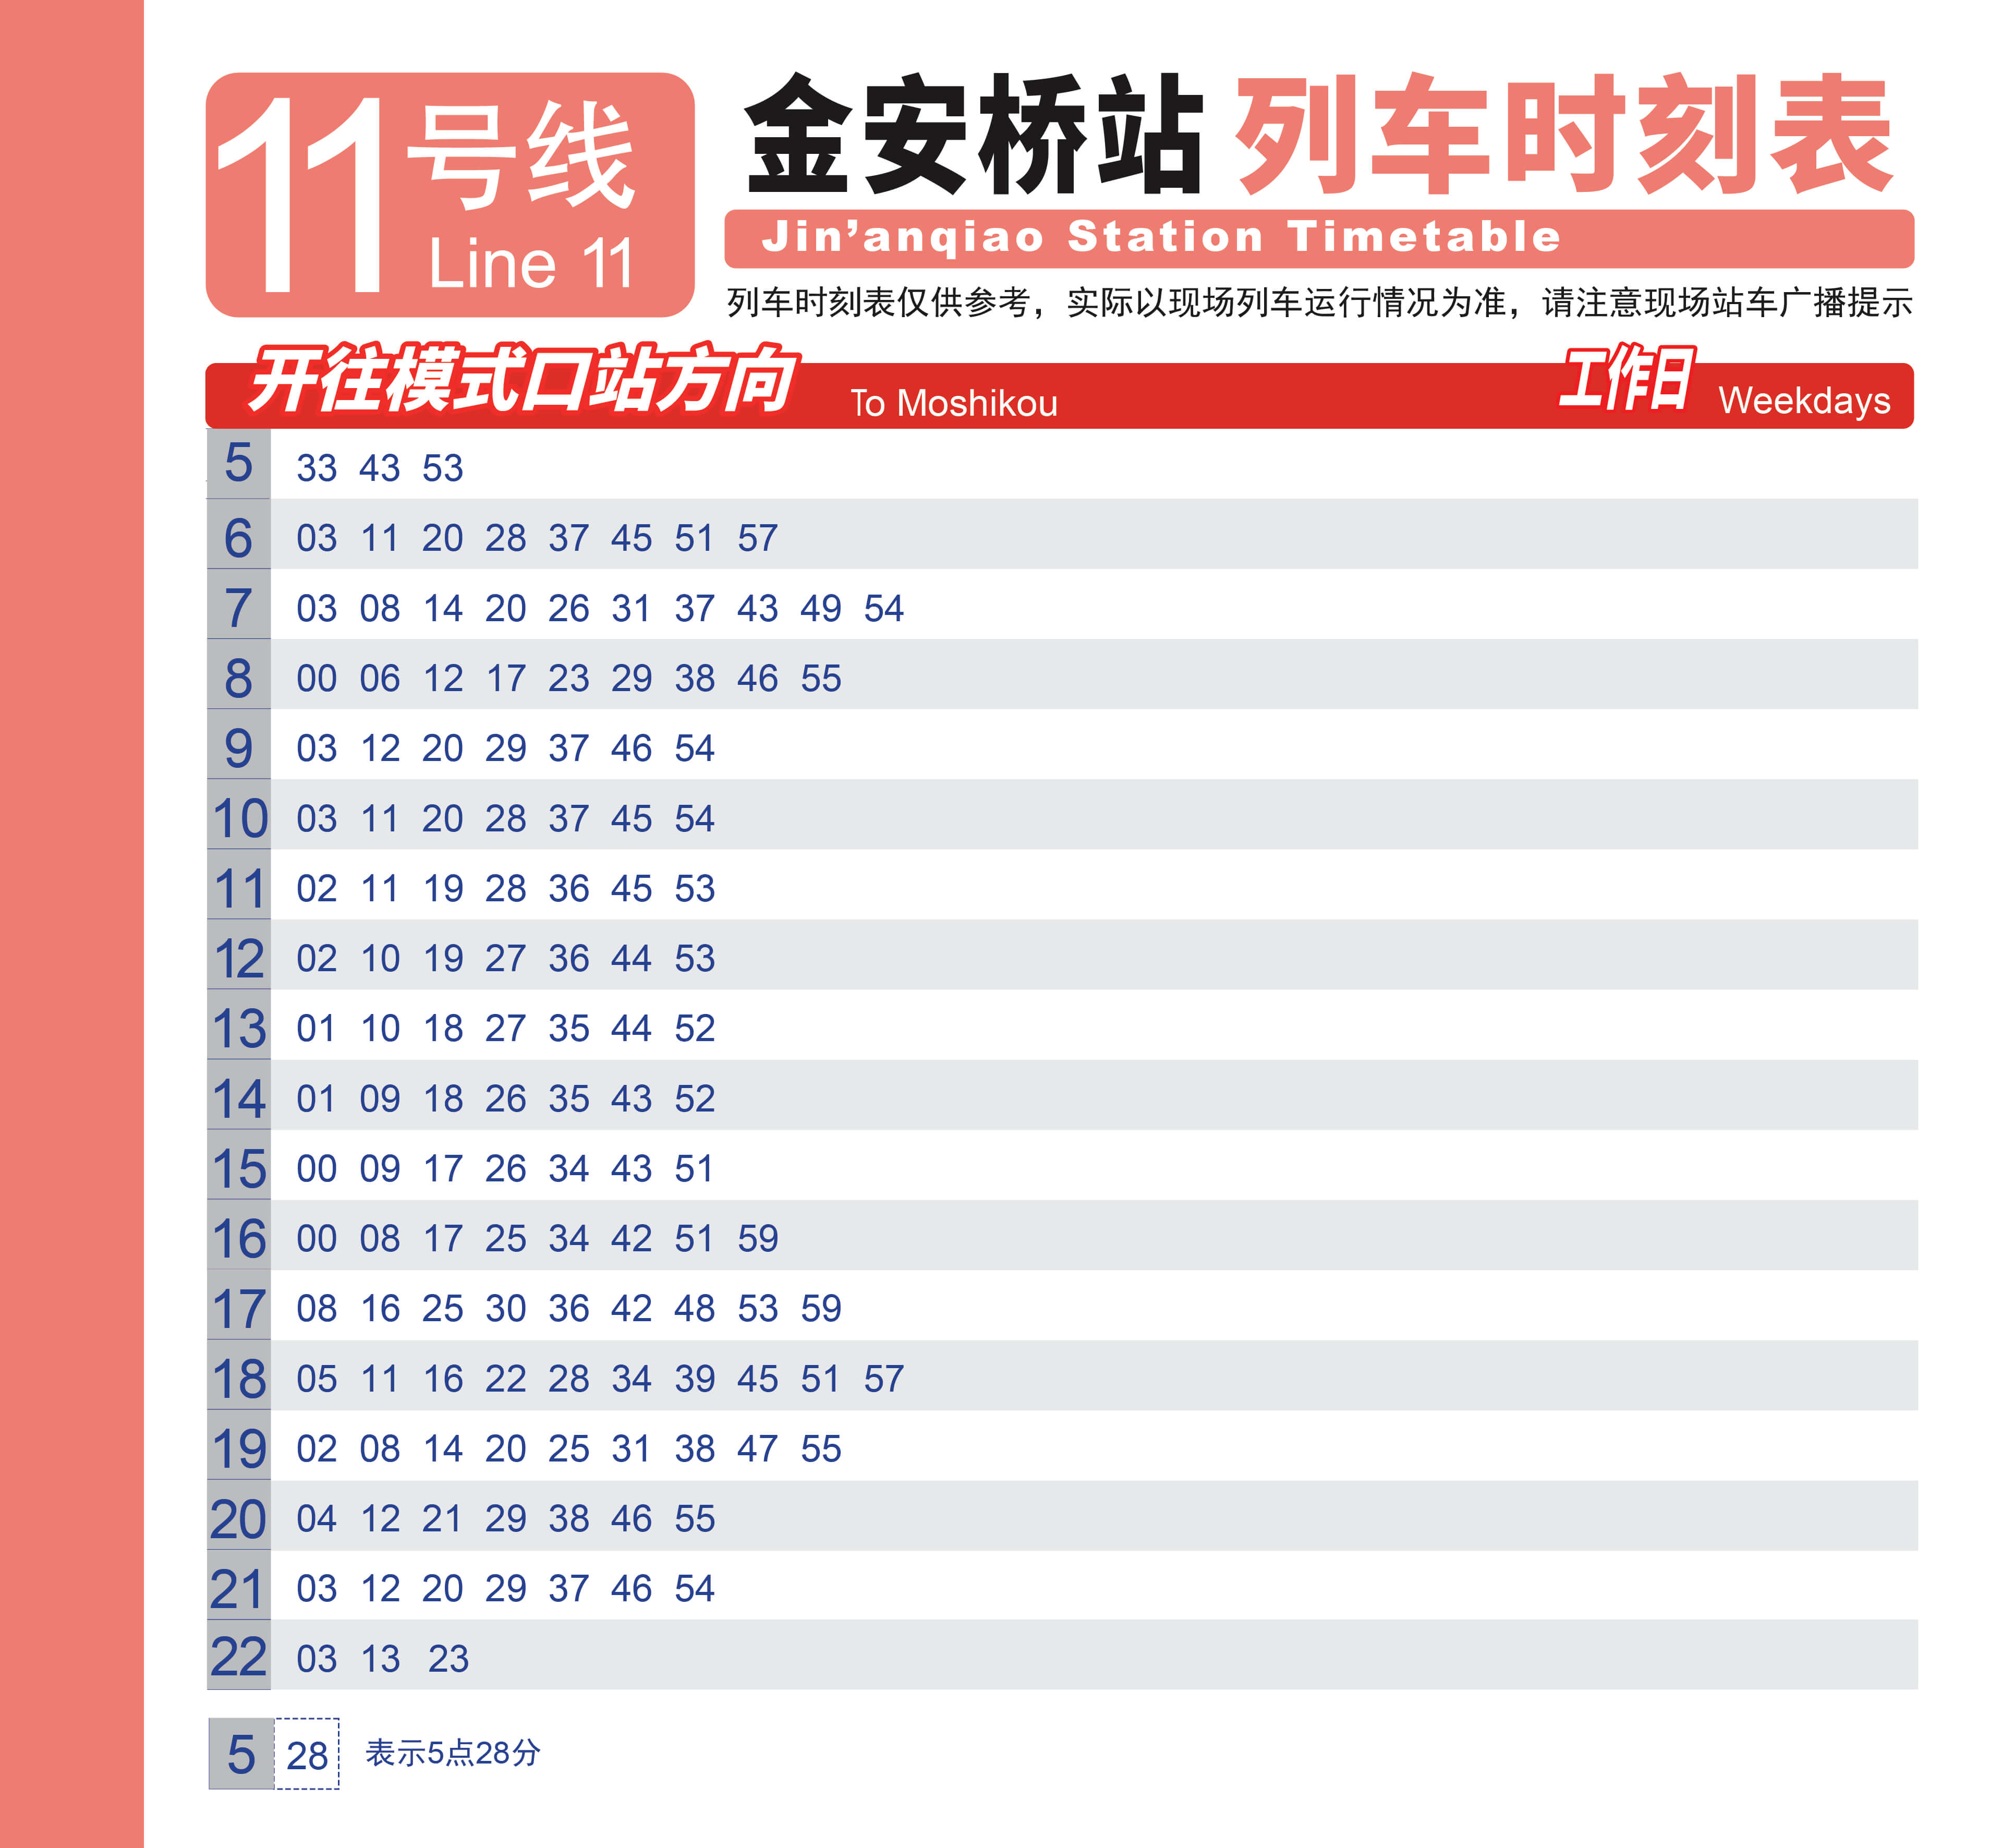 11号线
Line 11
金安桥站 列车时刻表
Jin’anqiao Station Timetable
列车时刻表仅供参考，实际以现场列车运行情况为准，请注意现场站车广播提示
开往模式口站方向 To Moshikou 工作日 Weekdays
5 33 43 53
6 03 11 20 28 37 45 51 57
7 03 08 14 20 26 31 37 43 49 54
8 00 06 12 17 23 29 38 46 55
9 03 12 20 29 37 46 54
10 03 11 20 28 37 45 54
11 02 11 19 28 36 45 53
12 02 10 19 27 36 44 53
13 01 10 18 27 35 44 52
14 01 09 18 26 35 43 52
15 00 09 17 26 34 43 51
16 00 08 17 25 34 42 51 59
17 08 16 25 30 36 42 48 53 59
18 05 11 16 22 28 34 39 45 51 57
19 02 08 14 20 25 31 38 47 55
20 04 12 21 29 38 46 55
21 03 12 20 29 37 46 54
22 03 13 23
5 28 表示5点28分